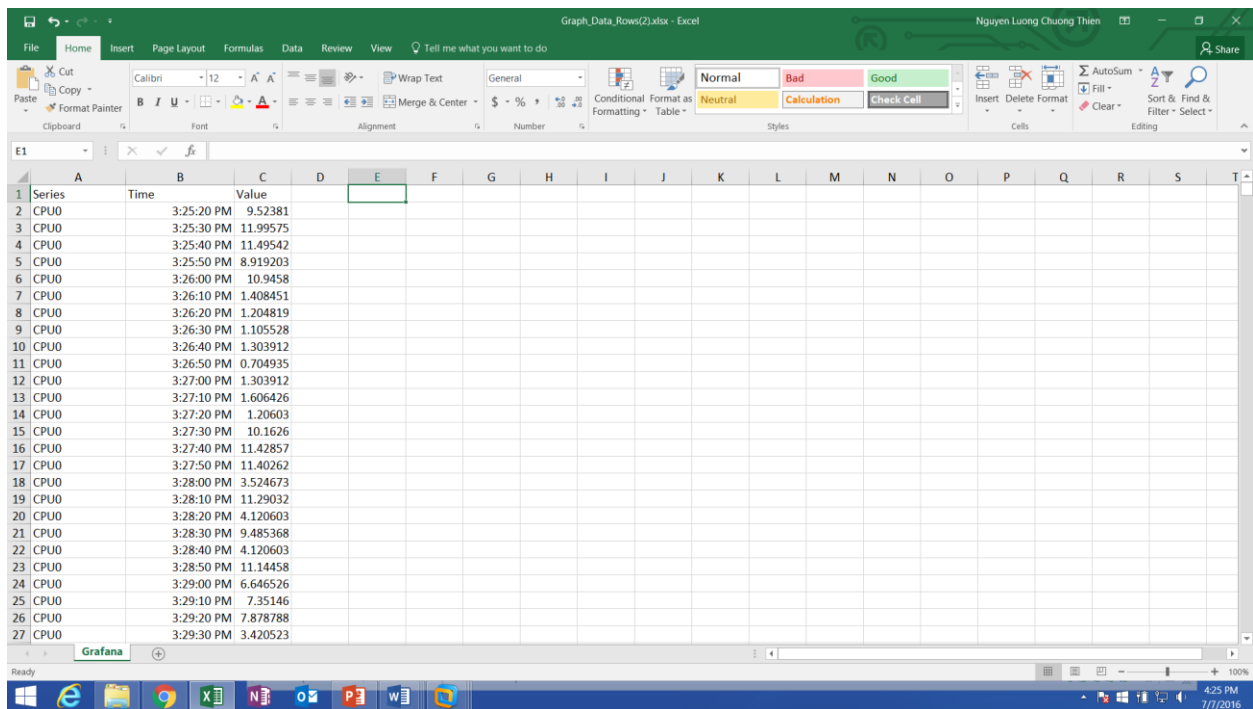 Graph_Data_Rows(2).xlsx - Excel
Nguyen Luong Chuong Thien
File Home Insert Page Layout Formulas Data Review View Tell me what you want to do Share
Paste
Cut
Copy
Format Painter
Clipboard
Calibri 12 A A
B I U A
Font
Wrap Text
Merge & Center
Alignment
General
$ % ,
Number
Conditional Formatting
Format as Table
Normal Bad Good
Neutral Calculation Check Cell
Styles
Insert Delete Format
Cells
AutoSum
Fill
Clear
Sort & Filter
Find & Select
Editing
E1 fx
A B C D E F G H I J K L M N O P Q R S T
1 Series Time Value
2 CPU0 3:25:20 PM 9.52381
3 CPU0 3:25:30 PM 11.99575
4 CPU0 3:25:40 PM 11.49542
5 CPU0 3:25:50 PM 8.919203
6 CPU0 3:26:00 PM 10.9458
7 CPU0 3:26:10 PM 1.408451
8 CPU0 3:26:20 PM 1.204819
9 CPU0 3:26:30 PM 1.105528
10 CPU0 3:26:40 PM 1.303912
11 CPU0 3:26:50 PM 0.704935
12 CPU0 3:27:00 PM 1.303912
13 CPU0 3:27:10 PM 1.606426
14 CPU0 3:27:20 PM 1.20603
15 CPU0 3:27:30 PM 10.1626
16 CPU0 3:27:40 PM 11.42857
17 CPU0 3:27:50 PM 11.40262
18 CPU0 3:28:00 PM 3.524673
19 CPU0 3:28:10 PM 11.29032
20 CPU0 3:28:20 PM 4.120603
21 CPU0 3:28:30 PM 9.485368
22 CPU0 3:28:40 PM 4.120603
23 CPU0 3:28:50 PM 11.14458
24 CPU0 3:29:00 PM 6.646526
25 CPU0 3:29:10 PM 7.35146
26 CPU0 3:29:20 PM 7.878788
27 CPU0 3:29:30 PM 3.420523
Grafana
Ready
100%
4:25 PM
7/7/2016